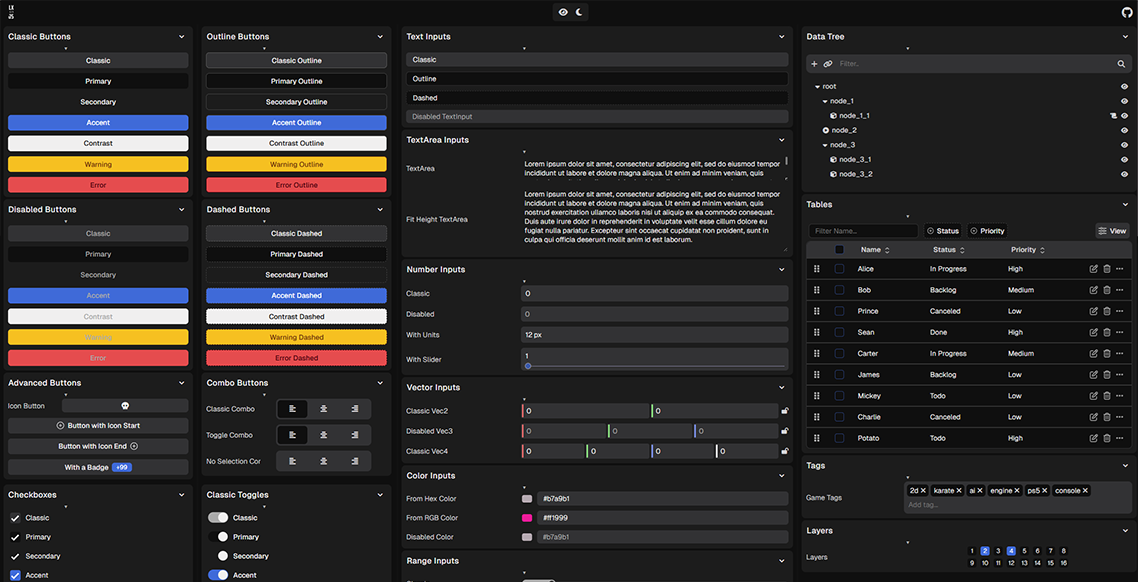 LX
JS
Classic Buttons
Classic
Primary
Secondary
Accent
Contrast
Warning
Error
Disabled Buttons
Classic
Primary
Secondary
Accent
Contrast
Warning
Error
Advanced Buttons
Icon Button
Button with Icon Start
Button with Icon End
With a Badge +99
Checkboxes
Classic
Primary
Secondary
Accent
Outline Buttons
Classic Outline
Primary Outline
Secondary Outline
Accent Outline
Contrast Outline
Warning Outline
Error Outline
Dashed Buttons
Classic Dashed
Primary Dashed
Secondary Dashed
Accent Dashed
Contrast Dashed
Warning Dashed
Error Dashed
Combo Buttons
Classic Combo
Toggle Combo
No Selection Cor
Classic Toggles
Classic
Primary
Secondary
Accent
Text Inputs
Classic
Outline
Dashed
Disabled TextInput
TextArea Inputs
TextArea
Lorem ipsum dolor sit amet, consectetur adipiscing elit, sed do eiusmod tempor
incididunt ut labore et dolore magna aliqua. Ut enim ad minim veniam, quis
Fit Height TextArea
Lorem ipsum dolor sit amet, consectetur adipiscing elit, sed do eiusmod tempor
incididunt ut labore et dolore magna aliqua. Ut enim ad minim veniam, quis
nostrud exercitation ullamco laboris nisi ut aliquip ex ea commodo consequat.
Duis aute irure dolor in reprehenderit in voluptate velit esse cillum dolore eu
fugiat nulla pariatur. Excepteur sint occaecat cupidatat non proident, sunt in
culpa qui officia deserunt mollit anim id est laborum.
Number Inputs
Classic 0
Disabled 0
With Units 12 px
With Slider 1
Vector Inputs
Classic Vec2 0 0
Disabled Vec3 0 0 0
Classic Vec4 0 0 0 0
Color Inputs
From Hex Color #b7a9b1
From RGB Color #ff1999
Disabled Color #b7a9b1
Range Inputs
Data Tree
Filter..
root
node_1
node_1_1
node_2
node_3
node_3_1
node_3_2
Tables
Filter Name... Status Priority View
Name Status Priority
Alice In Progress High
Bob Backlog Medium
Prince Canceled Low
Sean Done High
Carter In Progress Medium
James Backlog Low
Mickey Todo Low
Charlie Canceled Low
Potato Todo High
Tags
Game Tags
2d karate ai engine ps5 console
Add tag...
Layers
Layers
1 2 3 4 5 6 7 8
9 10 11 12 13 14 15 16